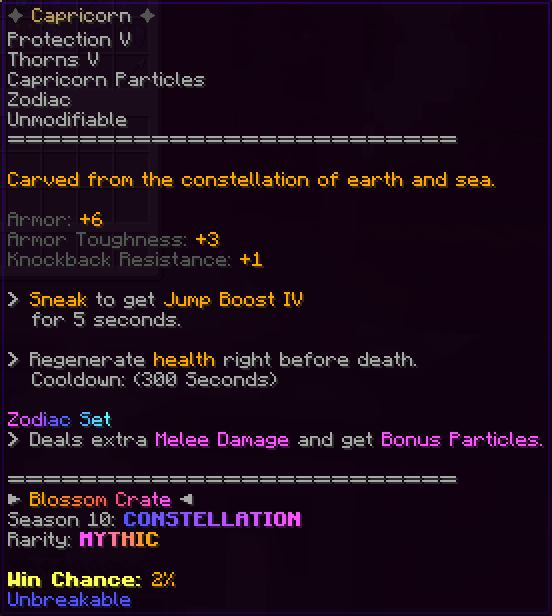 ✦ Capricorn ✦
Protection V
Thorns V
Capricorn Particles
Zodiac
Unmodifiable
===========================
Carved from the constellation of earth and sea.
Armor: +6
Armor Toughness: +3
Knockback Resistance: +1
> Sneak to get Jump Boost IV
for 5 seconds.
> Regenerate health right before death.
Cooldown: (300 Seconds)
Zodiac Set
> Deals extra Melee Damage and get Bonus Particles.
===========================
► Blossom Crate ◄
Season 10: CONSTELLATION
Rarity: MYTHIC
Win Chance: 2%
Unbreakable